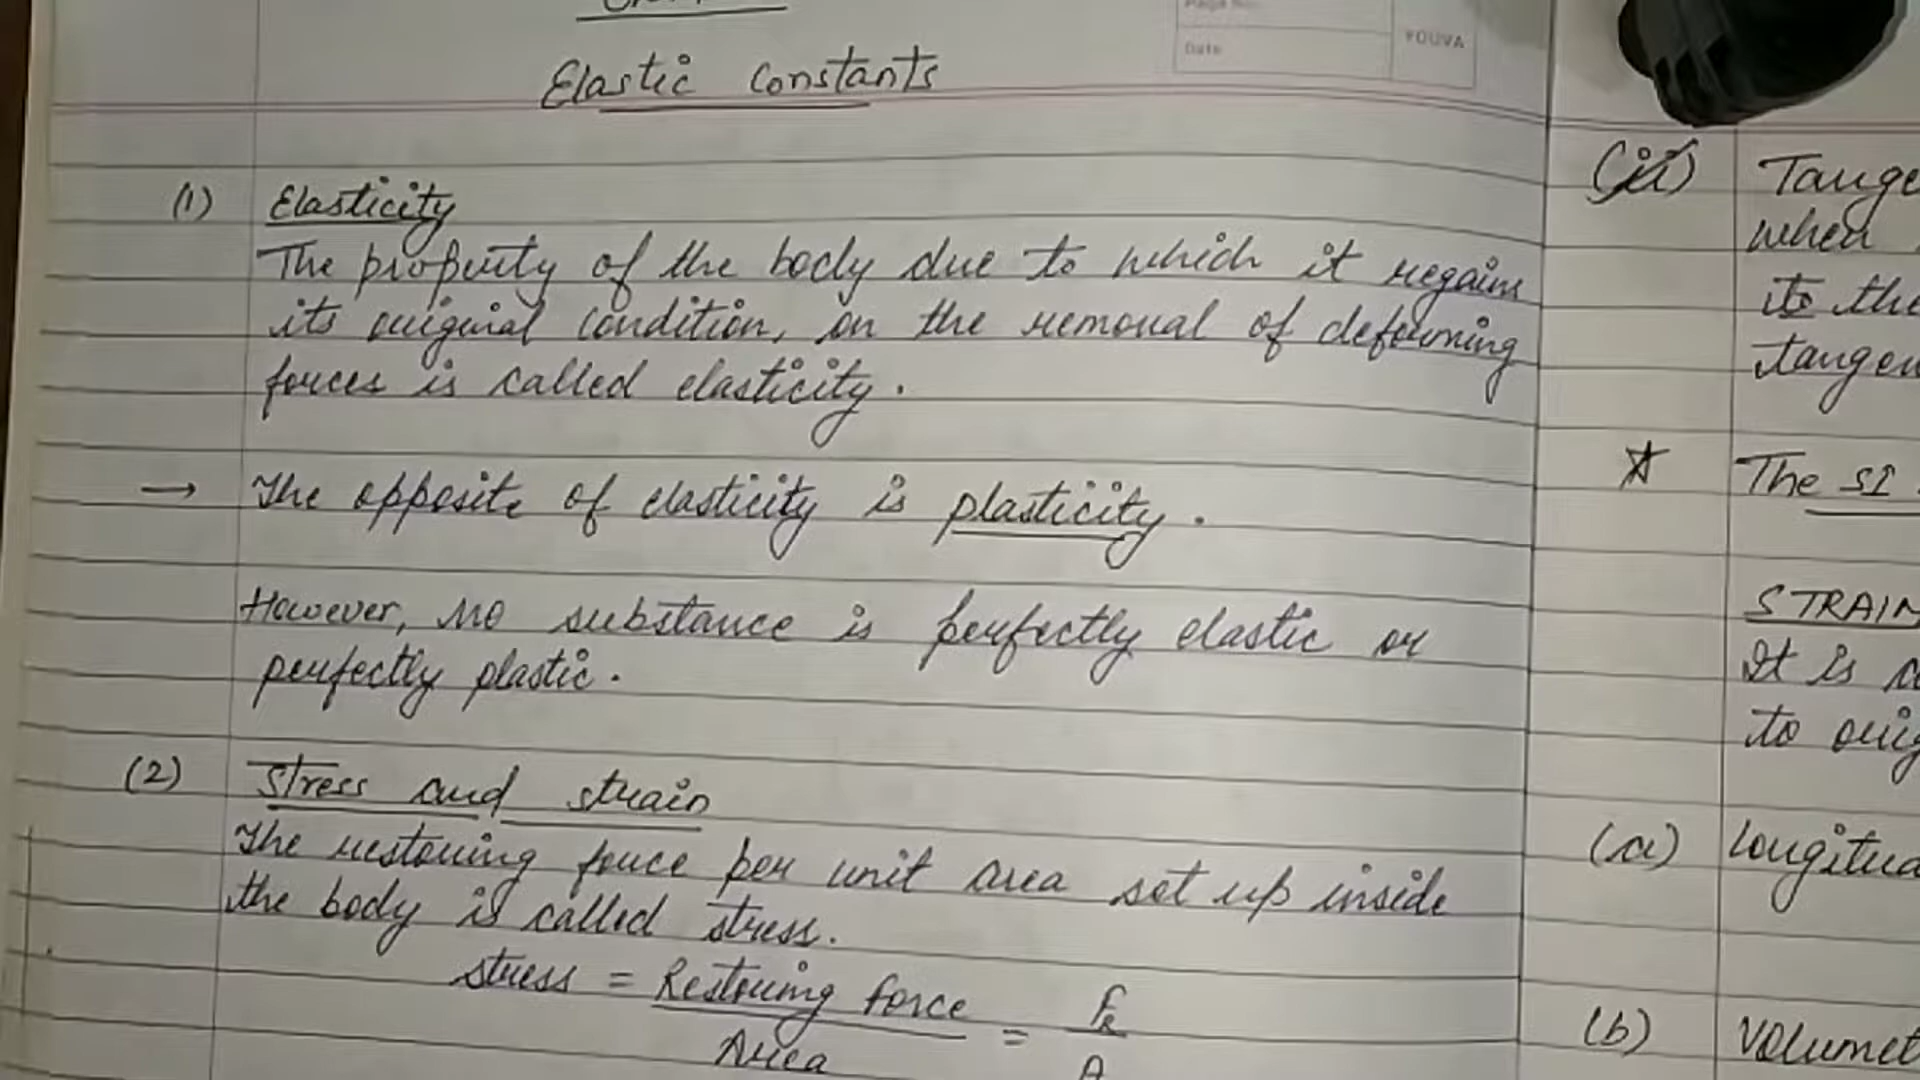 Elastic Constants
Date
YOUVA
(1) Elasticity
The property of the body due to which it regains
its original condition, on the removal of deforming
forces is called elasticity.
→ The opposite of elasticity is plasticity.
However, no substance is perfectly elastic or
perfectly plastic.
(2) Stress and strain
The restoring force per unit area set up inside
the body is called stress.
stress = Restoring force / Area = FR / A
(ii) Tange
when
to the
tangen
☆ The SI
STRAIN
It is
to orig
(a) Longitud
(b) Volumet